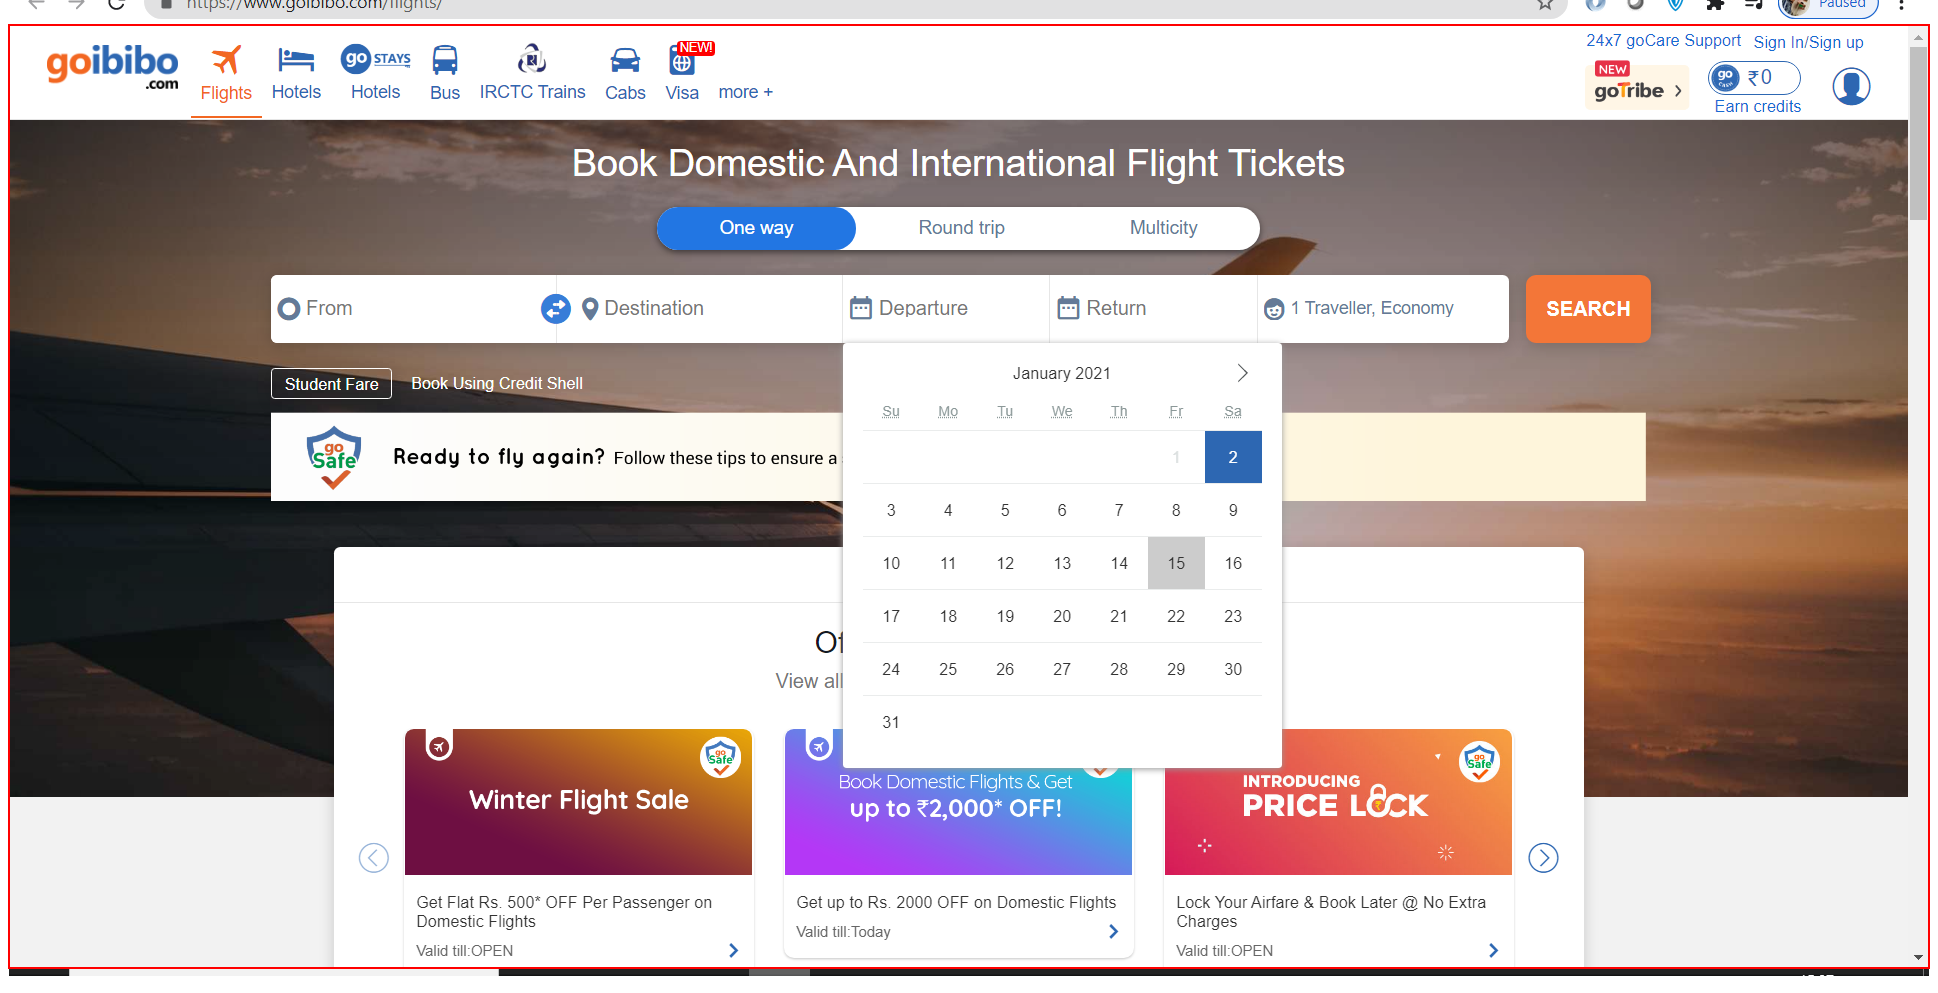 https://www.goibibo.com/flights/
Paused
goibibo
.com
Flights
Hotels
go STAYS
Hotels
Bus
IRCTC Trains
Cabs
NEW!
Visa
more +
24x7 goCare Support
Sign In/Sign up
NEW
goTribe
go
CASH
₹0
Earn credits
Book Domestic And International Flight Tickets
One way
Round trip
Multicity
From
Destination
Departure
Return
1 Traveller, Economy
SEARCH
Student Fare
Book Using Credit Shell
go
Safe
Ready to fly again? Follow these tips to ensure a
January 2021
Su Mo Tu We Th Fr Sa
1 2
3 4 5 6 7 8 9
10 11 12 13 14 15 16
17 18 19 20 21 22 23
24 25 26 27 28 29 30
31
Of
View all
go
Safe
Winter Flight Sale
Get Flat Rs. 500* OFF Per Passenger on
Domestic Flights
Valid till:OPEN
Book Domestic Flights & Get
up to ₹2,000* OFF!
Get up to Rs. 2000 OFF on Domestic Flights
Valid till:Today
go
Safe
INTRODUCING
PRICE LOCK
Lock Your Airfare & Book Later @ No Extra
Charges
Valid till:OPEN